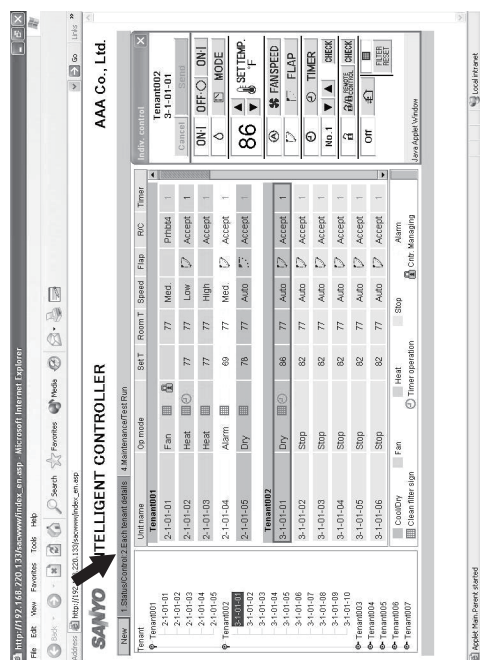 http://192.168.220.133/sacwww/index_en.asp - Microsoft Internet Explorer
File Edit View Favorites Tools Help
Back Search Favorites Media
Address http://192. 220.133/sacwww/index_en.asp Go Links
SANYO INTELLIGENT CONTROLLER AAA Co., Ltd.
New 1.Status/Control 2.Each tenant details 4.Maintenance/Test Run
Tenant
Tenant001
2-1-01-01
2-1-01-02
2-1-01-03
2-1-01-04
2-1-01-05
Tenant002
3-1-01-01
3-1-01-02
3-1-01-03
3-1-01-04
3-1-01-05
3-1-01-06
3-1-01-07
3-1-01-08
3-1-01-09
3-1-01-10
Tenant003
Tenant004
Tenant005
Tenant006
Tenant007
Unit name Op mode Set T Room T Speed Flap R/C Timer
Tenant001
2-1-01-01 Fan 77 Med. Prhbt4 1
2-1-01-02 Heat 77 77 Low Accept 1
2-1-01-03 Heat 77 77 High Accept 1
2-1-01-04 Alarm 69 77 Med. Accept 1
2-1-01-05 Dry 78 77 Auto Accept 1
Tenant002
3-1-01-01 Dry 86 77 Auto Accept 1
3-1-01-02 Stop 82 77 Auto Accept 1
3-1-01-03 Stop 82 77 Auto Accept 1
3-1-01-04 Stop 82 77 Auto Accept 1
3-1-01-05 Stop 82 77 Auto Accept 1
3-1-01-06 Stop 82 77 Auto Accept 1
Cool/Dry Fan Heat Stop Alarm
Clean filter sign Timer operation Cntr. Managing
Indiv. control
Tenant002
3-1-01-01
Cancel Send
ON-I OFF-O ON-I
MODE
86 SET TEMP. °F
FANSPEED
FLAP
TIMER
No.1 CHECK
REMOTE CONTROL CHECK
Off FILTER RESET
Java Applet Window
Applet Main.Parent started Local intranet